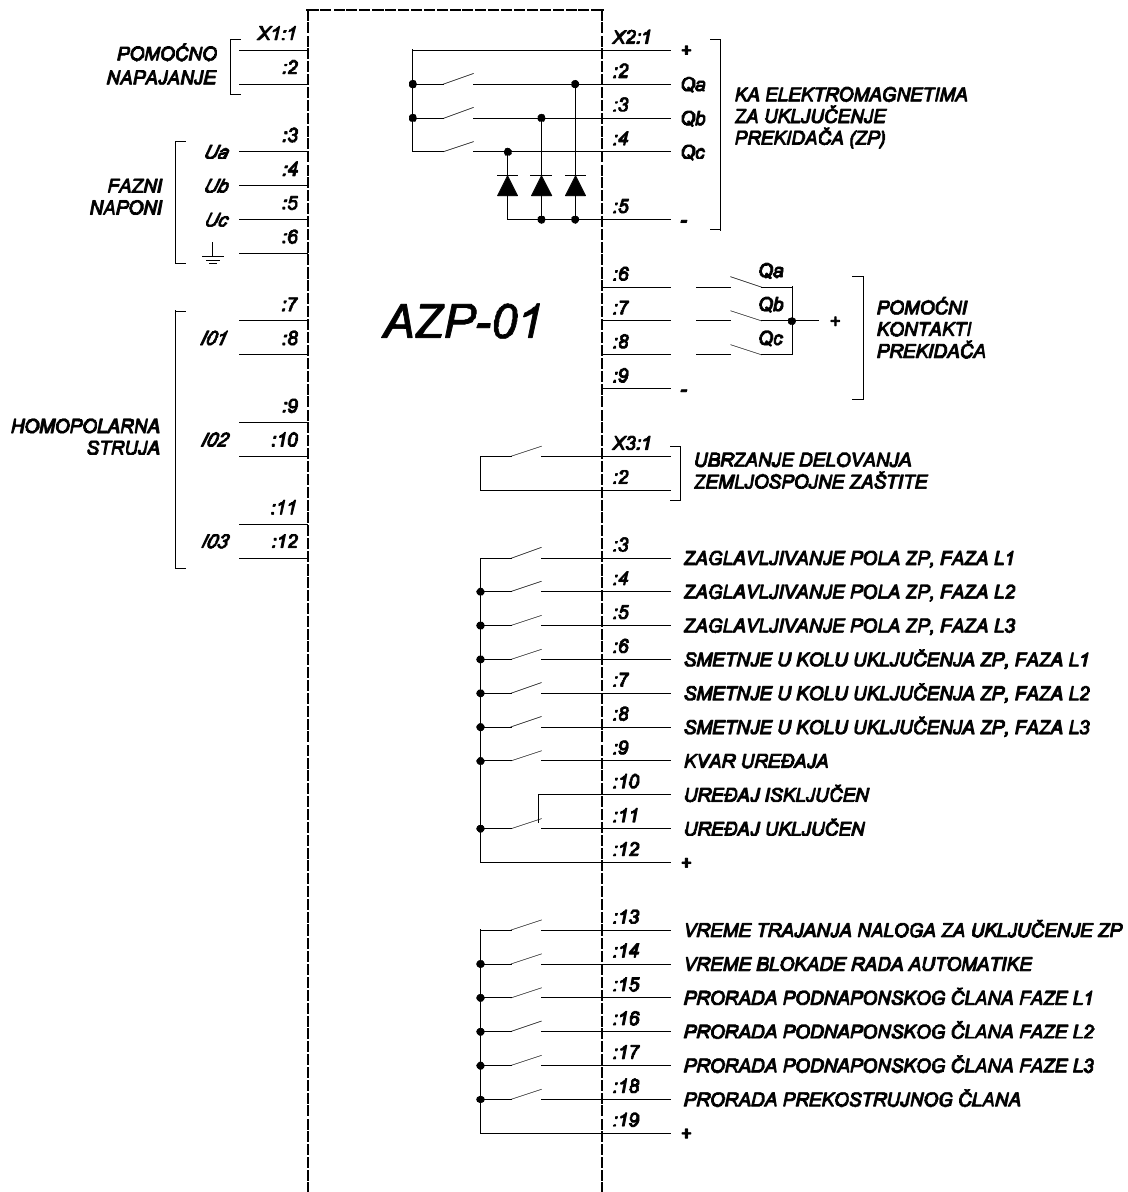 X1:1
POMOĆNO
NAPAJANJE
:2
:3
Ua
:4
FAZNI
NAPONI
Ub
:5
Uc
:6
:7
I01
:8
:9
HOMOPOLARNA
STRUJA
I02
:10
:11
I03
:12
AZP-01
X2:1
+
:2
Qa
:3
Qb
:4
Qc
:5
-
KA ELEKTROMAGNETIMA
ZA UKLJUČENJE
PREKIDAČA (ZP)
:6
Qa
:7
Qb
+
:8
Qc
:9
-
POMOĆNI
KONTAKTI
PREKIDAČA
X3:1
:2
UBRZANJE DELOVANJA
ZEMLJOSPOJNE ZAŠTITE
:3
ZAGLAVLJIVANJE POLA ZP, FAZA L1
:4
ZAGLAVLJIVANJE POLA ZP, FAZA L2
:5
ZAGLAVLJIVANJE POLA ZP, FAZA L3
:6
SMETNJE U KOLU UKLJUČENJA ZP, FAZA L1
:7
SMETNJE U KOLU UKLJUČENJA ZP, FAZA L2
:8
SMETNJE U KOLU UKLJUČENJA ZP, FAZA L3
:9
KVAR UREĐAJA
:10
UREĐAJ ISKLJUČEN
:11
UREĐAJ UKLJUČEN
:12
+
:13
VREME TRAJANJA NALOGA ZA UKLJUČENJE ZP
:14
VREME BLOKADE RADA AUTOMATIKE
:15
PRORADA PODNAPONSKOG ČLANA FAZE L1
:16
PRORADA PODNAPONSKOG ČLANA FAZE L2
:17
PRORADA PODNAPONSKOG ČLANA FAZE L3
:18
PRORADA PREKOSTRUJNOG ČLANA
:19
+